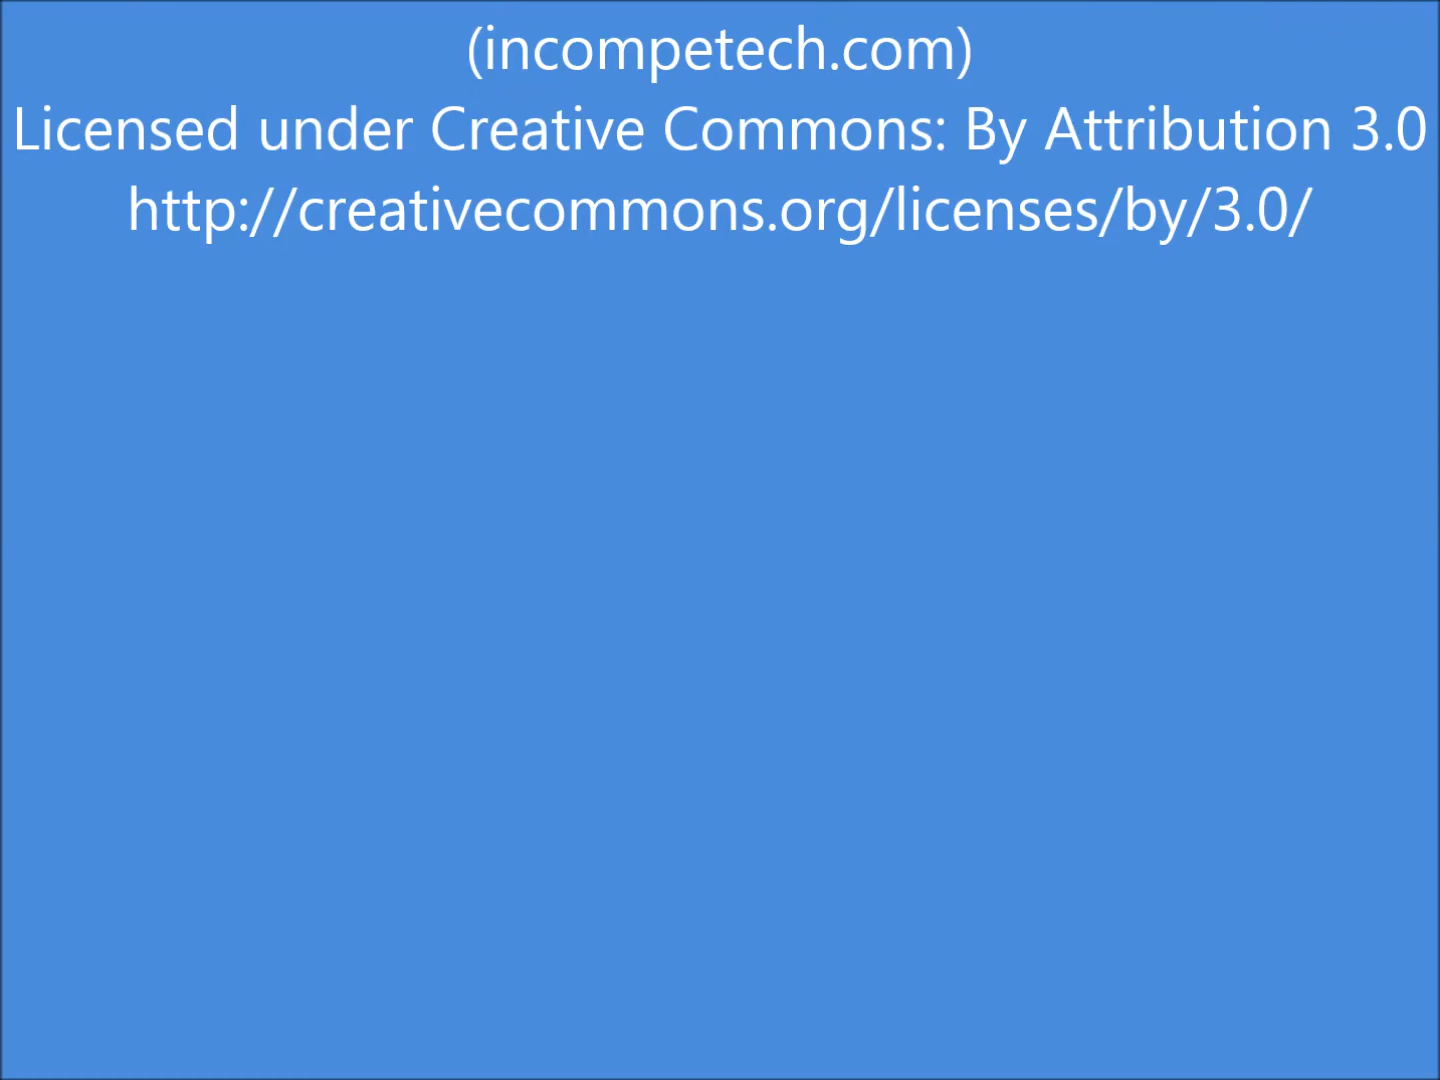 (incompetech.com)
Licensed under Creative Commons: By Attribution 3.0
http://creativecommons.org/licenses/by/3.0/